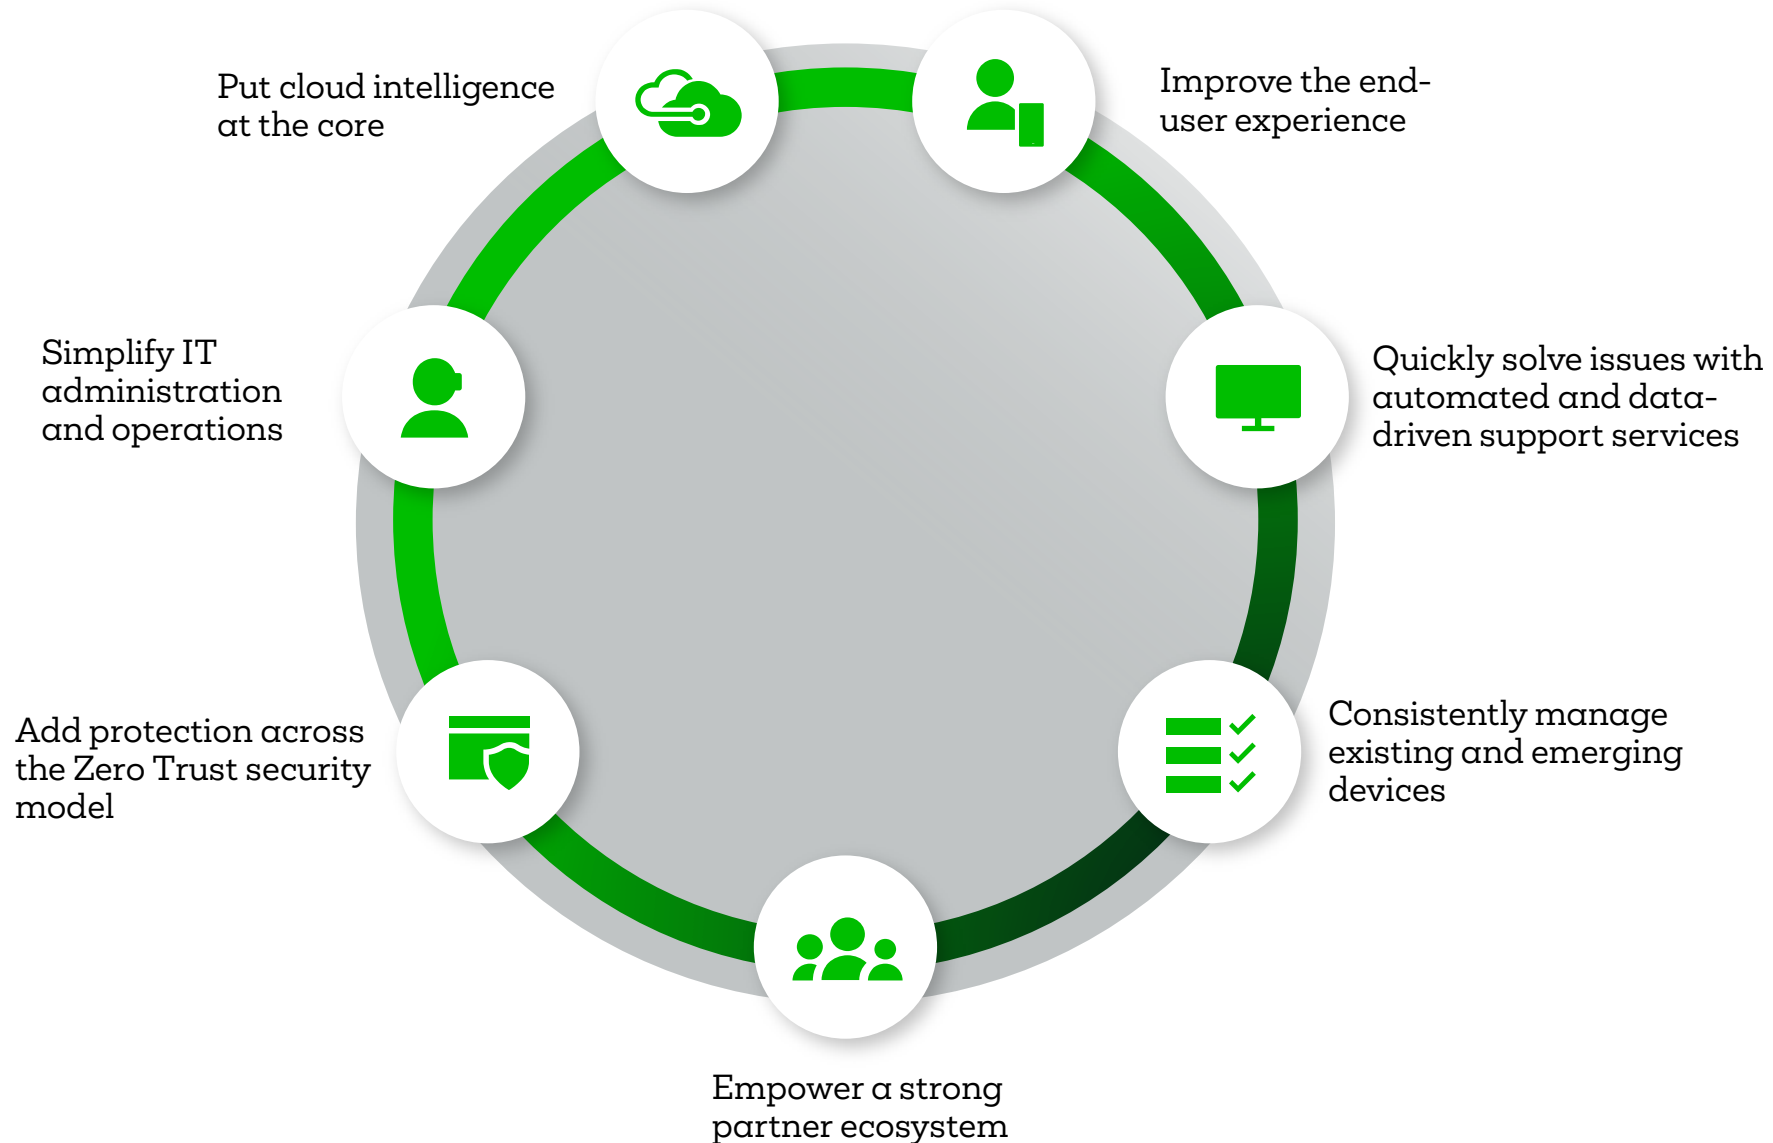 Put cloud intelligence
at the core
Improve the end-
user experience
Simplify IT
administration
and operations
Quickly solve issues with
automated and data-
driven support services
Add protection across
the Zero Trust security
model
Consistently manage
existing and emerging
devices
Empower a strong
partner ecosystem